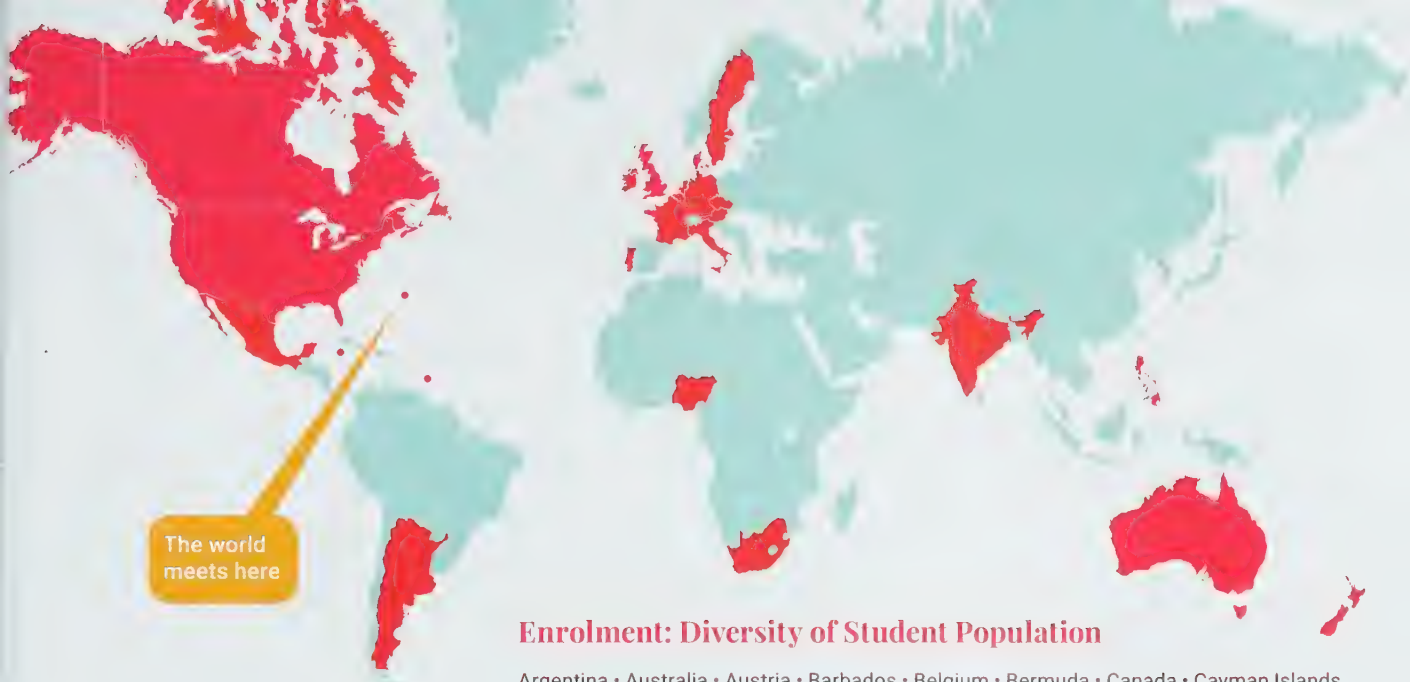 The world
meets here
Enrolment: Diversity of Student Population
Argentina • Australia • Austria • Barbados • Belgium • Bermuda • Canada • Cayman Islands